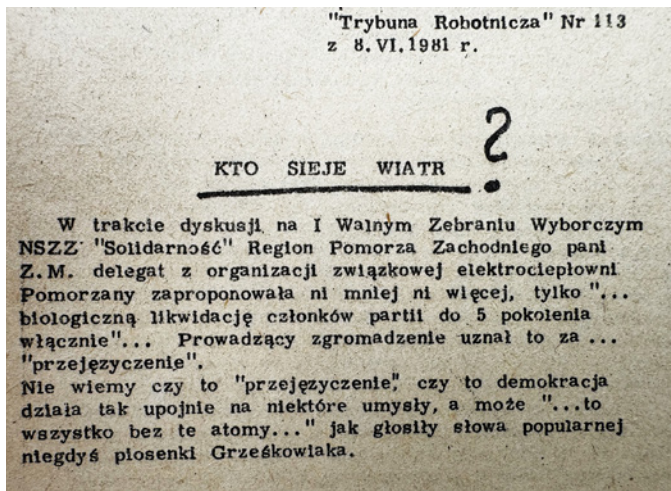 "Trybuna Robotnicza" Nr 113
z 8.VI.1981 r.
KTO SIEJE WIATR ?
W trakcie dyskusji na I Walnym Zebraniu Wyborczym
NSZZ "Solidarność" Region Pomorza Zachodniego pani
Z.M. delegat z organizacji związkowej elektrociepłowni
Pomorzany zaproponowała ni mniej ni więcej, tylko "...
biologiczną likwidację członków partii do 5 pokolenia
włącznie"... Prowadzący zgromadzenie uznał to za ...
"przejęzyczenie".
Nie wiemy czy to "przejęzyczenie", czy to demokracja
działa tak upojnie na niektóre umysły, a może "...to
wszystko bez te atomy..." jak głosiły słowa popularnej
niegdyś piosenki Grześkowiaka.